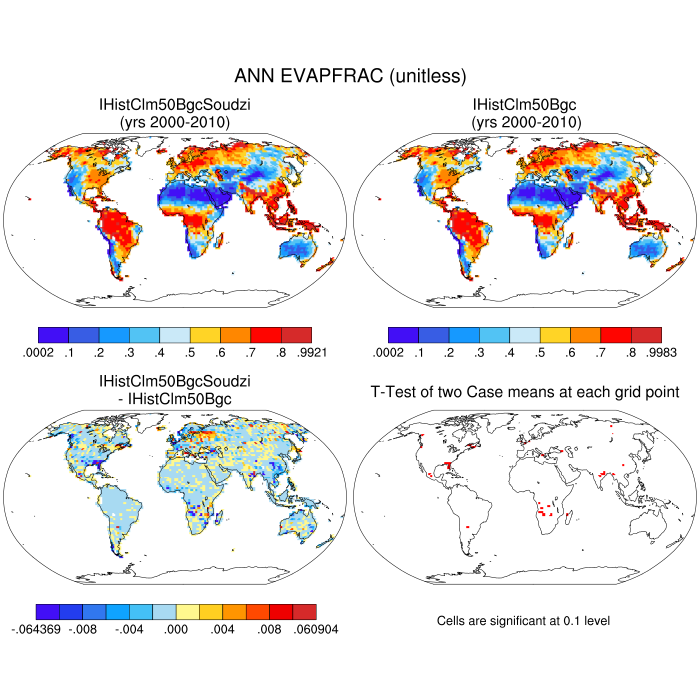 ANN EVAPFRAC (unitless)
IHistClm50BgcSoudzi
(yrs 2000-2010)
IHistClm50Bgc
(yrs 2000-2010)
.0002 .1 .2 .3 .4 .5 .6 .7 .8 .9921
.0002 .1 .2 .3 .4 .5 .6 .7 .8 .9983
IHistClm50BgcSoudzi
- IHistClm50Bgc
T-Test of two Case means at each grid point
-.064369 -.008 -.004 .000 .004 .008 .060904
Cells are significant at 0.1 level